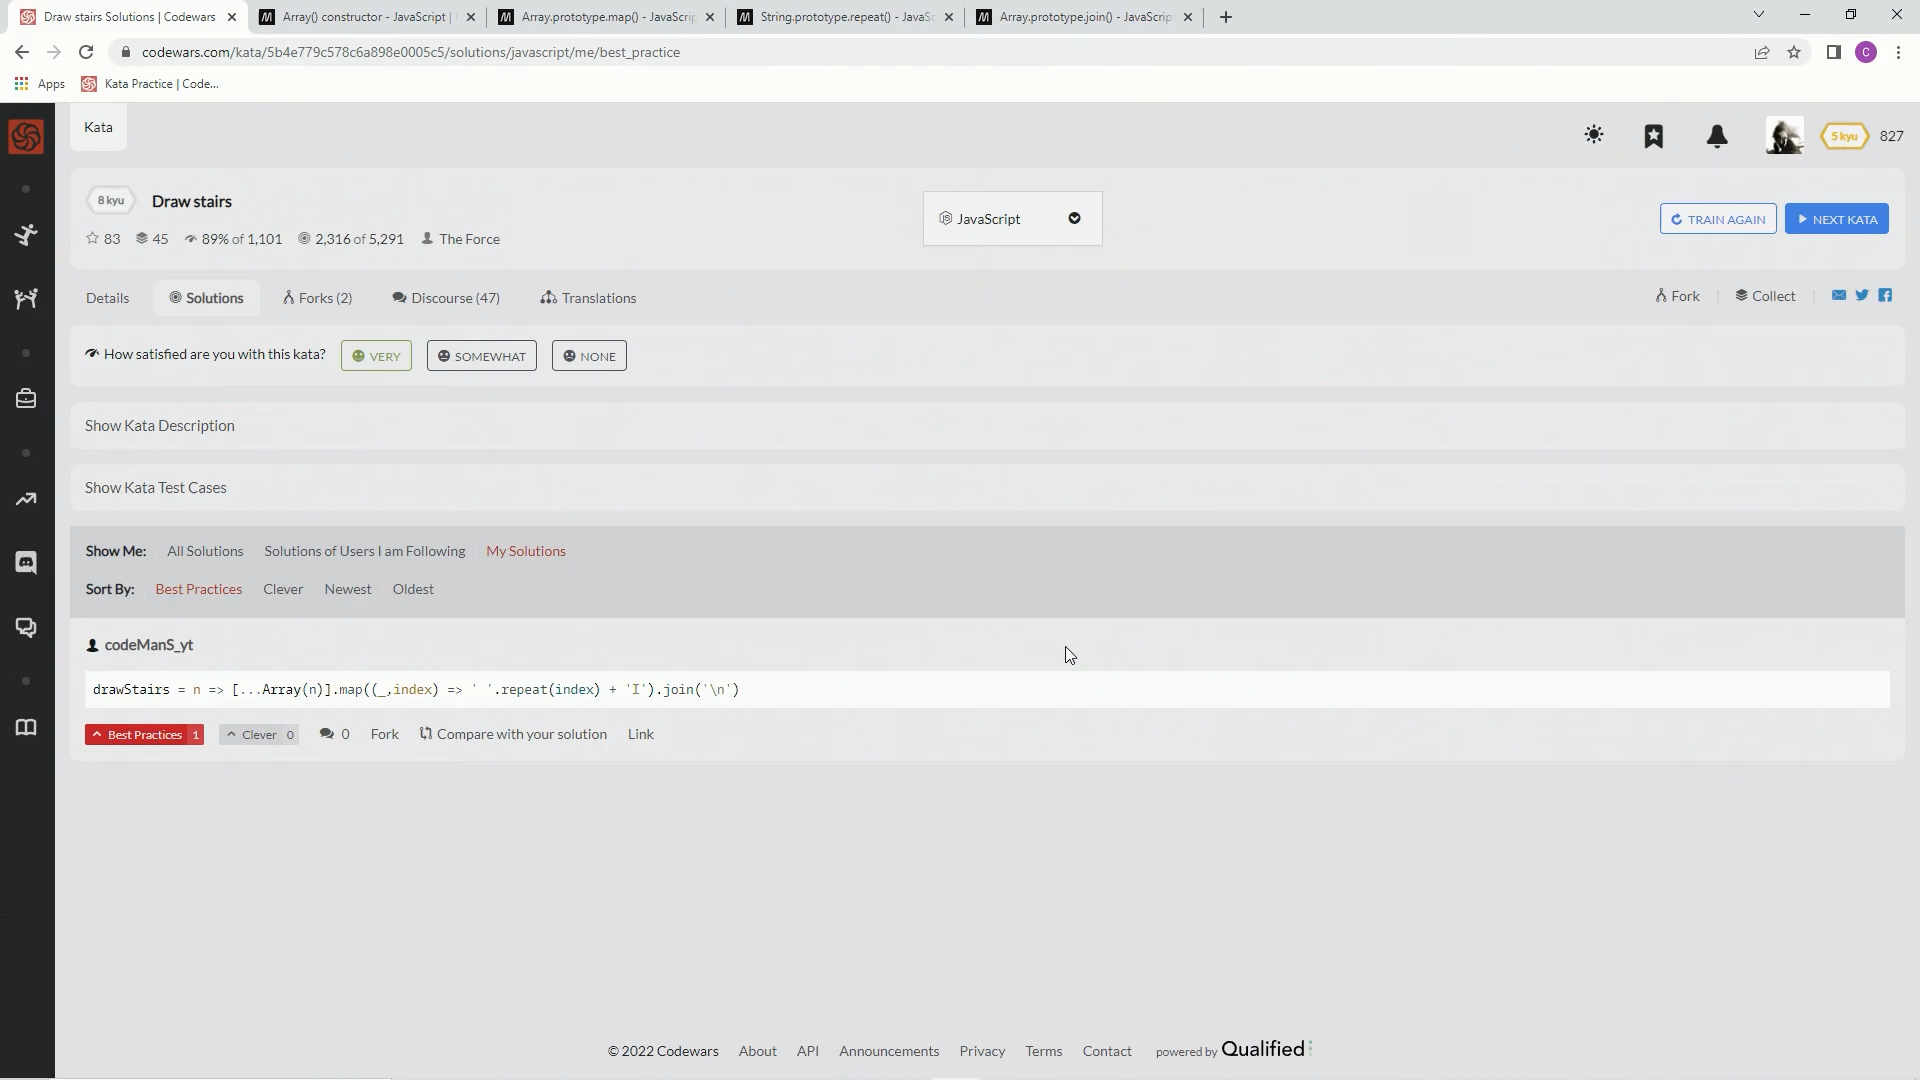 Draw stairs Solutions | Codewars
Array() constructor - JavaScript |
Array.prototype.map() - JavaScrip
String.prototype.repeat() - JavaSc
Array.prototype.join() - JavaScrip
codewars.com/kata/5b4e779c578c6a898e0005c5/solutions/javascript/me/best_practice
C
Apps
Kata Practice | Code...
Kata
5 kyu
827
8 kyu
Draw stairs
83
45
89% of 1,101
2,316 of 5,291
The Force
JavaScript
TRAIN AGAIN
NEXT KATA
Details
Solutions
Forks (2)
Discourse (47)
Translations
Fork
Collect
How satisfied are you with this kata?
VERY
SOMEWHAT
NONE
Show Kata Description
Show Kata Test Cases
Show Me: All Solutions Solutions of Users I am Following My Solutions
Sort By: Best Practices Clever Newest Oldest
codeManS_yt
drawStairs = n => [...Array(n)].map((_,index) => ' '.repeat(index) + 'I').join('\n')
Best Practices 1
Clever 0
0
Fork
Compare with your solution
Link
© 2022 Codewars About API Announcements Privacy Terms Contact powered by Qualified